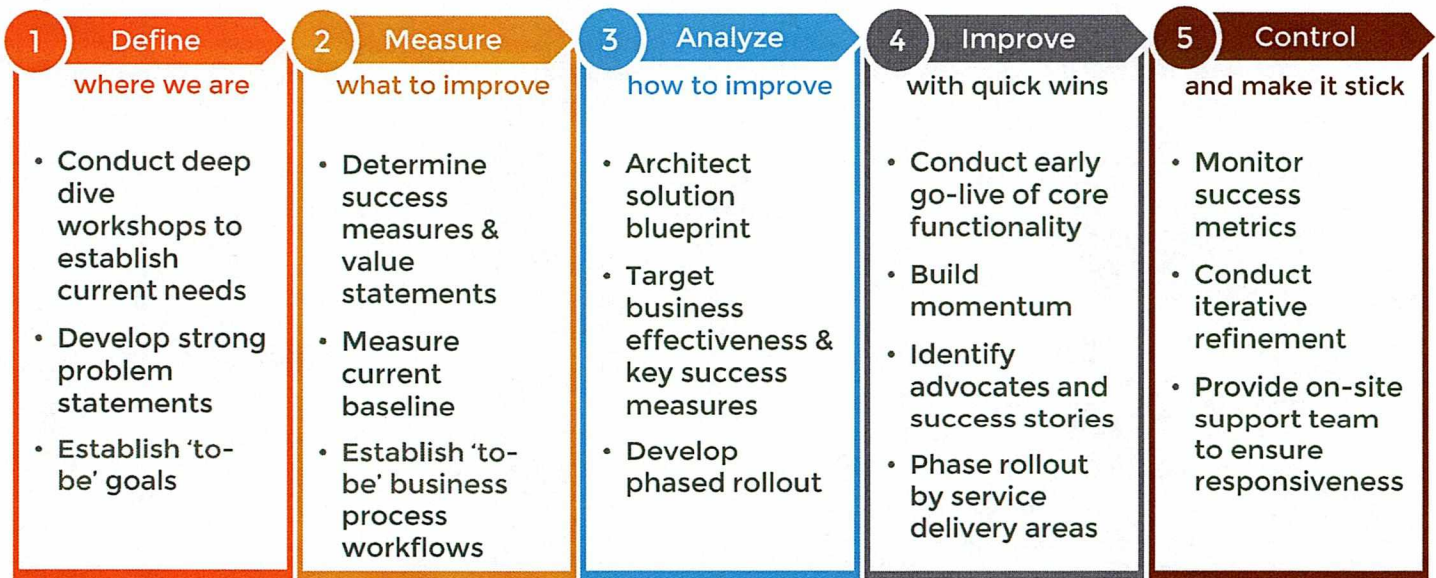 1 Define
where we are
• Conduct deep
dive
workshops to
establish
current needs
• Develop strong
problem
statements
• Establish ‘to-
be’ goals
2 Measure
what to improve
• Determine
success
measures &
value
statements
• Measure
current
baseline
• Establish ‘to-
be’ business
process
workflows
3 Analyze
how to improve
• Architect
solution
blueprint
• Target
business
effectiveness &
key success
measures
• Develop
phased rollout
4 Improve
with quick wins
• Conduct early
go-live of core
functionality
• Build
momentum
• Identify
advocates and
success stories
• Phase rollout
by service
delivery areas
5 Control
and make it stick
• Monitor
success
metrics
• Conduct
iterative
refinement
• Provide on-site
support team
to ensure
responsiveness